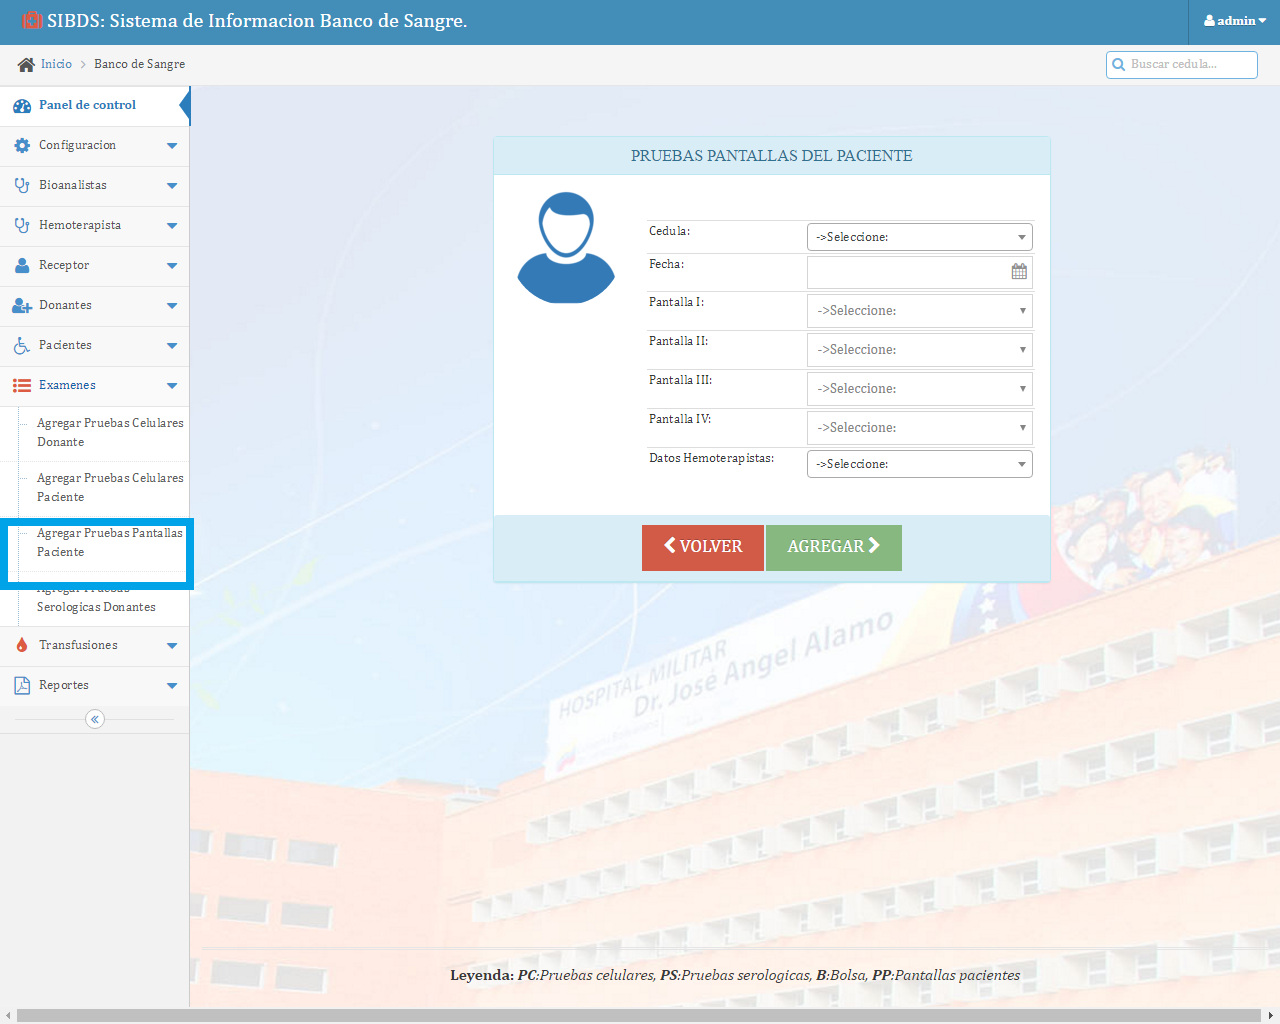 SIBDS: Sistema de Informacion Banco de Sangre.
admin
Inicio
Banco de Sangre
Buscar cedula...
Panel de control
Configuracion
Bioanalistas
Hemoterapista
Receptor
Donantes
Pacientes
Examenes
Agregar Pruebas Celulares
Donante
Agregar Pruebas Celulares
Paciente
Agregar Pruebas Pantallas
Paciente
Agregar Pruebas
Serologicas Donantes
Transfusiones
Reportes
PRUEBAS PANTALLAS DEL PACIENTE
Cedula: ->Seleccione:
Fecha:
Pantalla I: ->Seleccione:
Pantalla II: ->Seleccione:
Pantalla III: ->Seleccione:
Pantalla IV: ->Seleccione:
Datos Hemoterapistas: ->Seleccione:
VOLVER AGREGAR
HOSPITAL MILITAR
Dr. José Angel Alamo
Leyenda: PC:Pruebas celulares, PS:Pruebas serologicas, B:Bolsa, PP:Pantallas pacientes